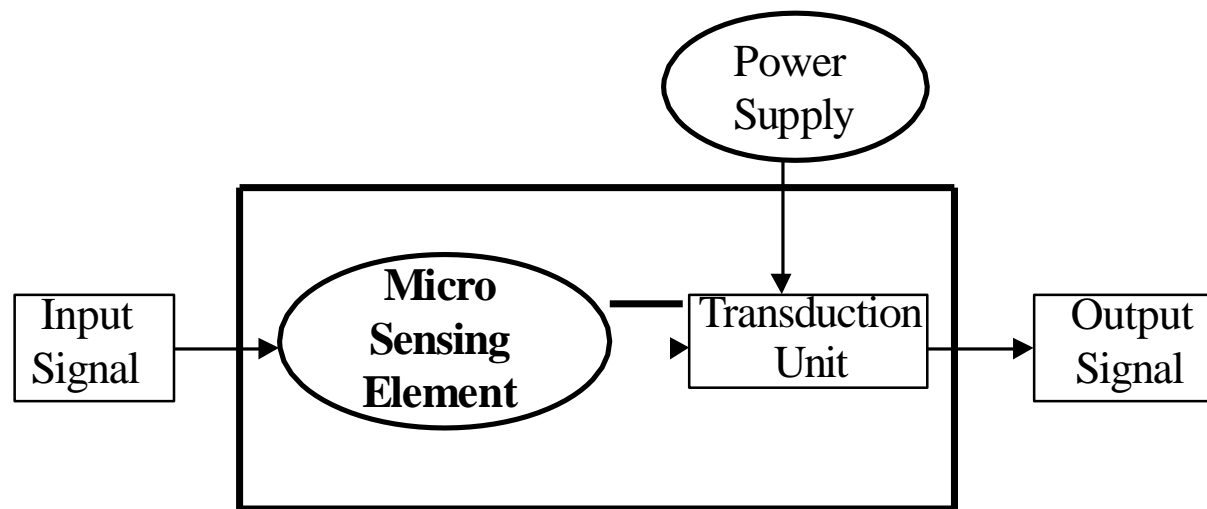 Power
Supply
Input
Signal
Micro
Sensing
Element
Transduction
Unit
Output
Signal